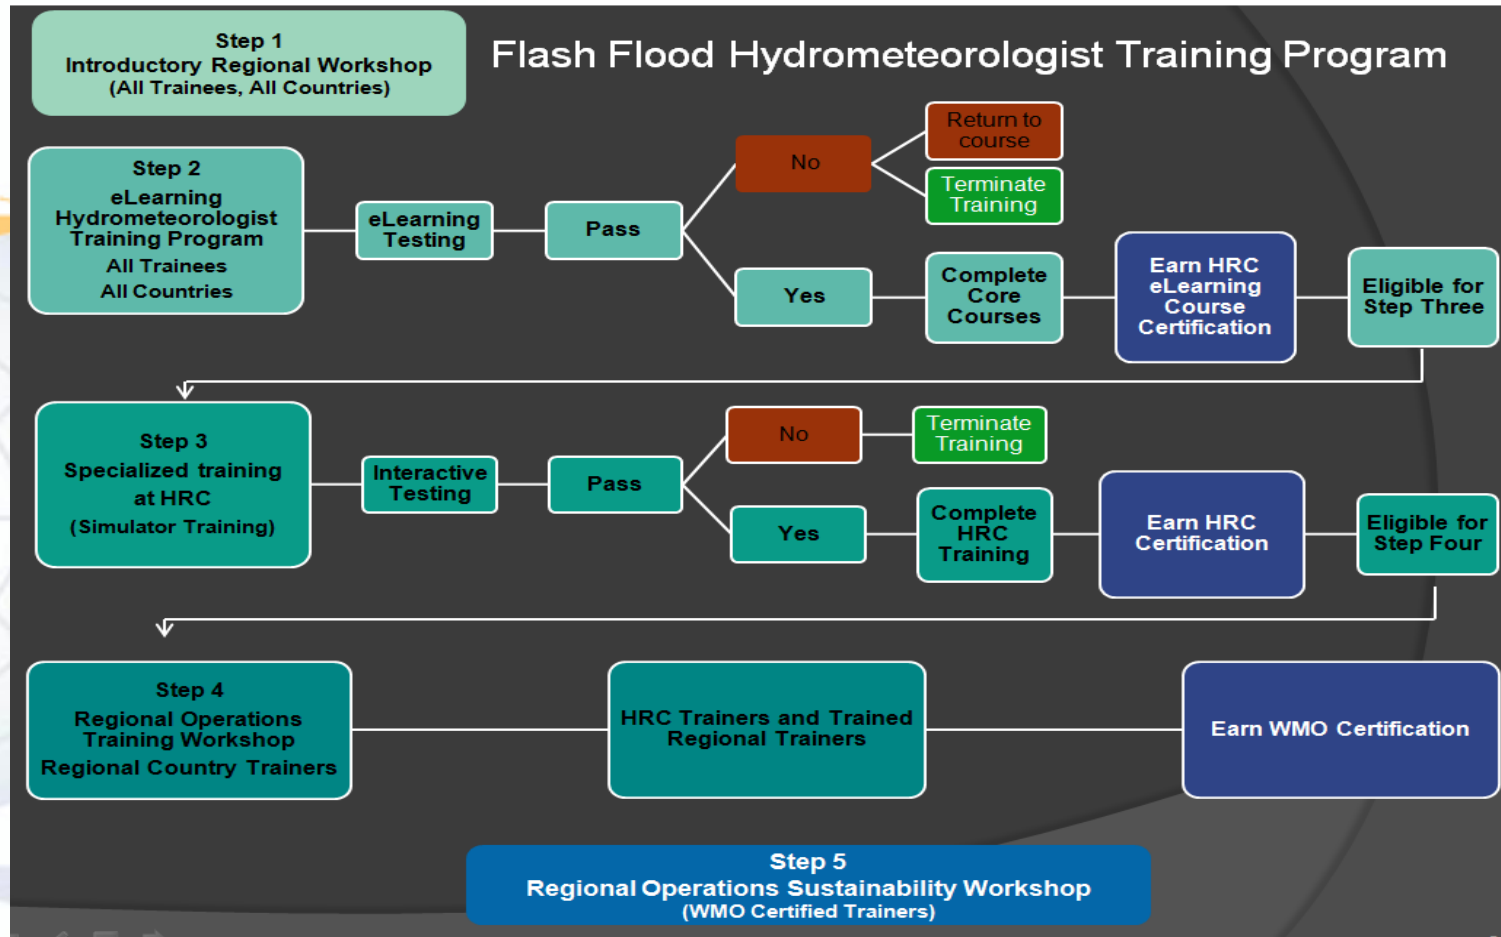 Step 1
Introductory Regional Workshop
(All Trainees, All Countries)
Flash Flood Hydrometeorologist Training Program
Step 2
eLearning
Hydrometeorologist
Training Program
All Trainees
All Countries
eLearning
Testing
Pass
No
Return to
course
Terminate
Training
Yes
Complete
Core
Courses
Earn HRC
eLearning
Course
Certification
Eligible for
Step Three
Step 3
Specialized training
at HRC
(Simulator Training)
Interactive
Testing
Pass
No
Terminate
Training
Yes
Complete
HRC
Training
Earn HRC
Certification
Eligible for
Step Four
Step 4
Regional Operations
Training Workshop
Regional Country Trainers
HRC Trainers and Trained
Regional Trainers
Earn WMO Certification
Step 5
Regional Operations Sustainability Workshop
(WMO Certified Trainers)